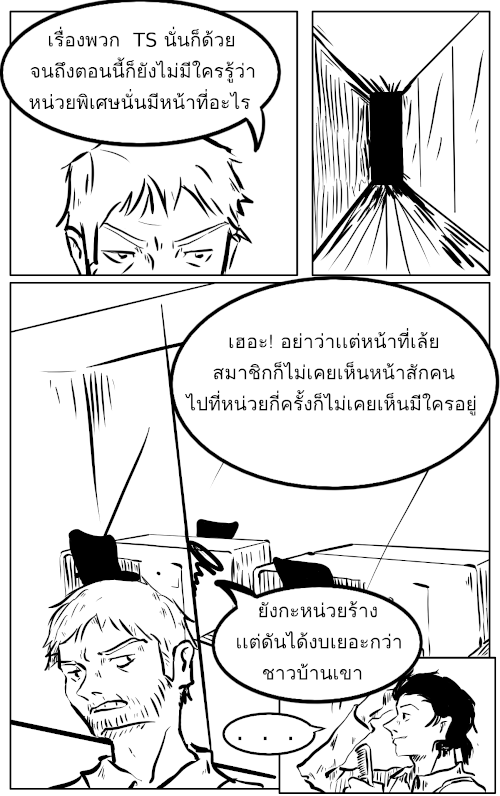 เรื่องพวก TS นั่นก็ด้วย
จนถึงตอนนี้ก็ยังไม่มีใครรู้ว่า
หน่วยพิเศษนั่นมีหน้าที่อะไร
เฮอะ! อย่าว่าแต่หน้าที่เล้ย
สมาชิกก็ไม่เคยเห็นหน้าสักคน
ไปที่หน่วยกี่ครั้งก็ไม่เคยเห็นมีใครอยู่
ยังกะหน่วยร้าง
แต่ดันได้งบเยอะกว่า
ชาวบ้านเขา
. . .